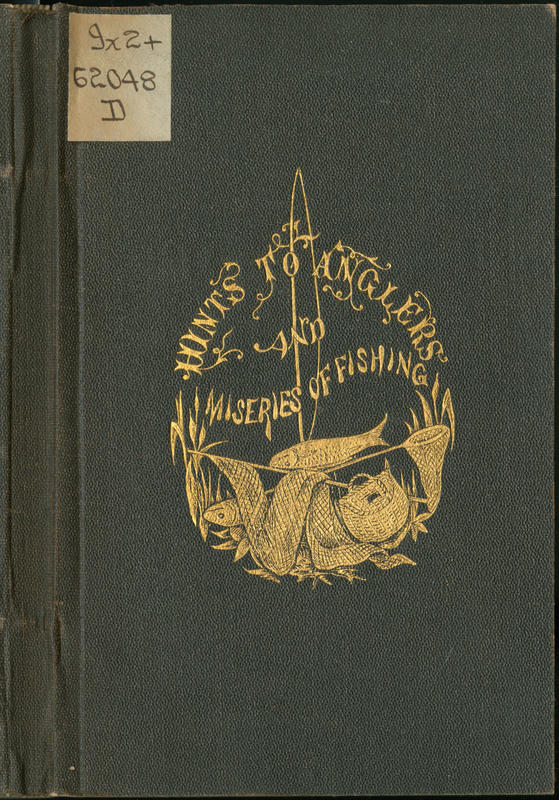 9x2+
62048
D
HINTS TO ANGLERS
AND
MISERIES OF FISHING